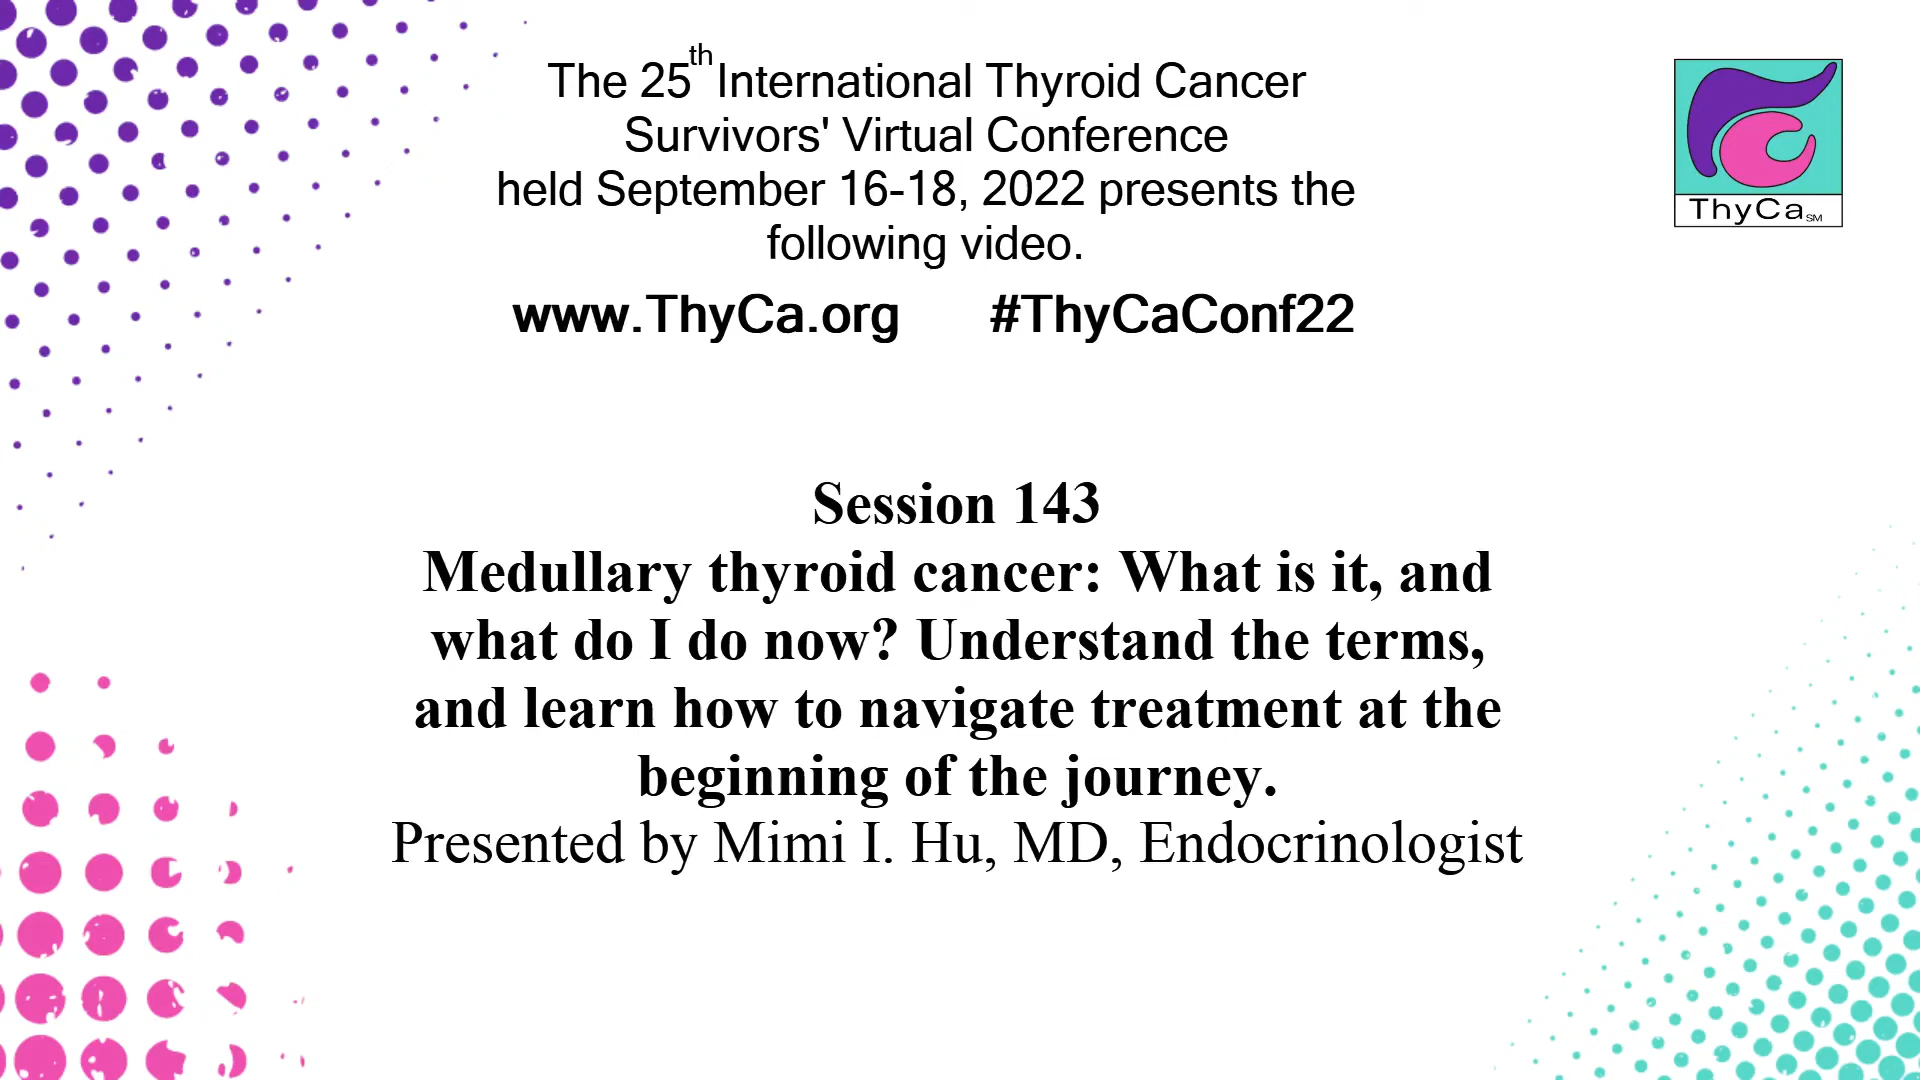 The 25th International Thyroid Cancer
Survivors' Virtual Conference
held September 16-18, 2022 presents the
following video.
www.ThyCa.org #ThyCaConf22
ThyCa SM
Session 143
Medullary thyroid cancer: What is it, and
what do I do now? Understand the terms,
and learn how to navigate treatment at the
beginning of the journey.
Presented by Mimi I. Hu, MD, Endocrinologist